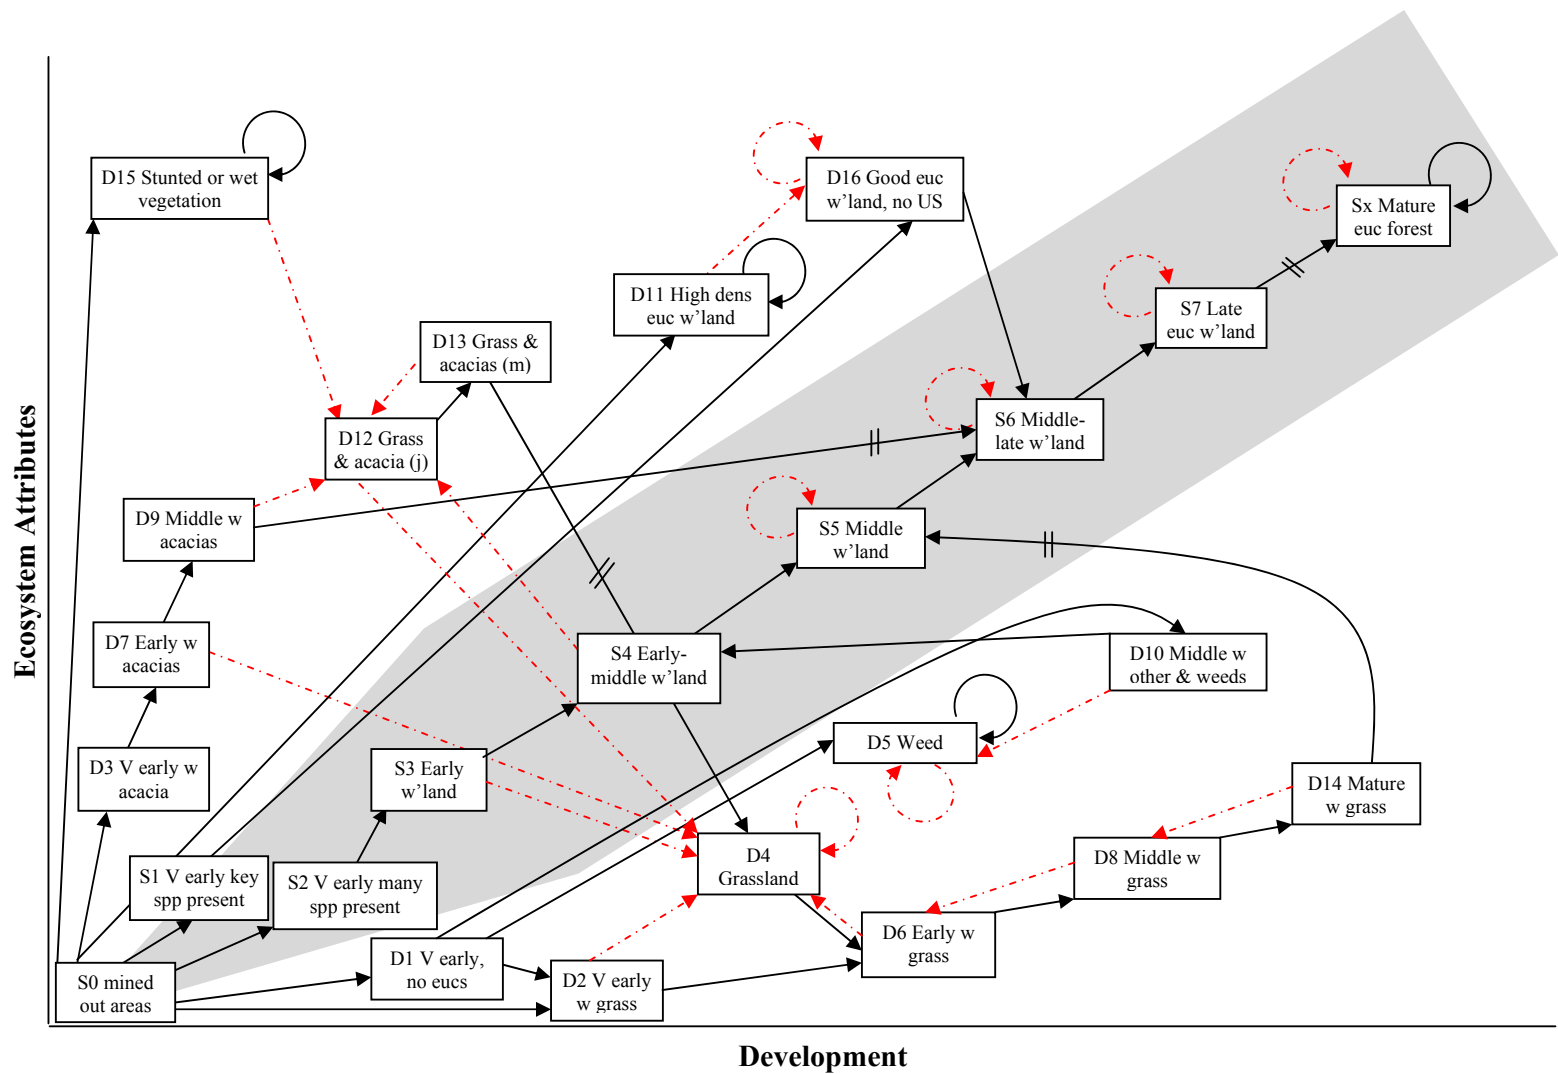 D15 Stunted or wet
vegetation
D16 Good euc
w'land, no US
Sx Mature
euc forest
D11 High dens
euc w'land
S7 Late
euc w'land
D13 Grass &
acacias (m)
D12 Grass
& acacia (j)
S6 Middle-
late w'land
D9 Middle w
acacias
S5 Middle
w'land
D7 Early w
acacias
S4 Early-
middle w'land
D10 Middle w
other & weeds
D5 Weed
D3 V early w
acacia
S3 Early
w'land
D14 Mature
w grass
D4
Grassland
D8 Middle w
grass
S1 V early key
spp present
S2 V early many
spp present
D6 Early w
grass
D1 V early,
no eucs
D2 V early
w grass
S0 mined
out areas
Ecosystem Attributes
Development